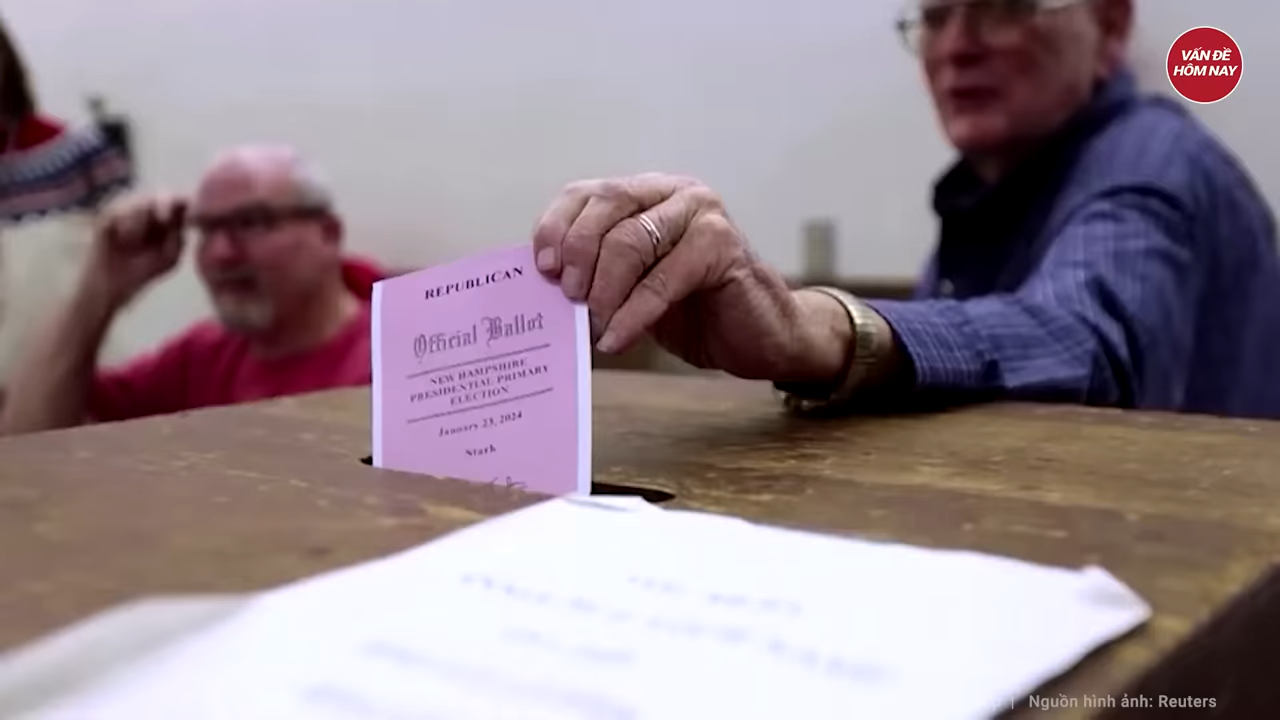 VẤN ĐỀ
HÔM NAY
REPUBLICAN
Official Ballot
NEW HAMPSHIRE
PRESIDENTIAL PRIMARY
ELECTION
January 23, 2024
Stark
Nguồn hình ảnh: Reuters